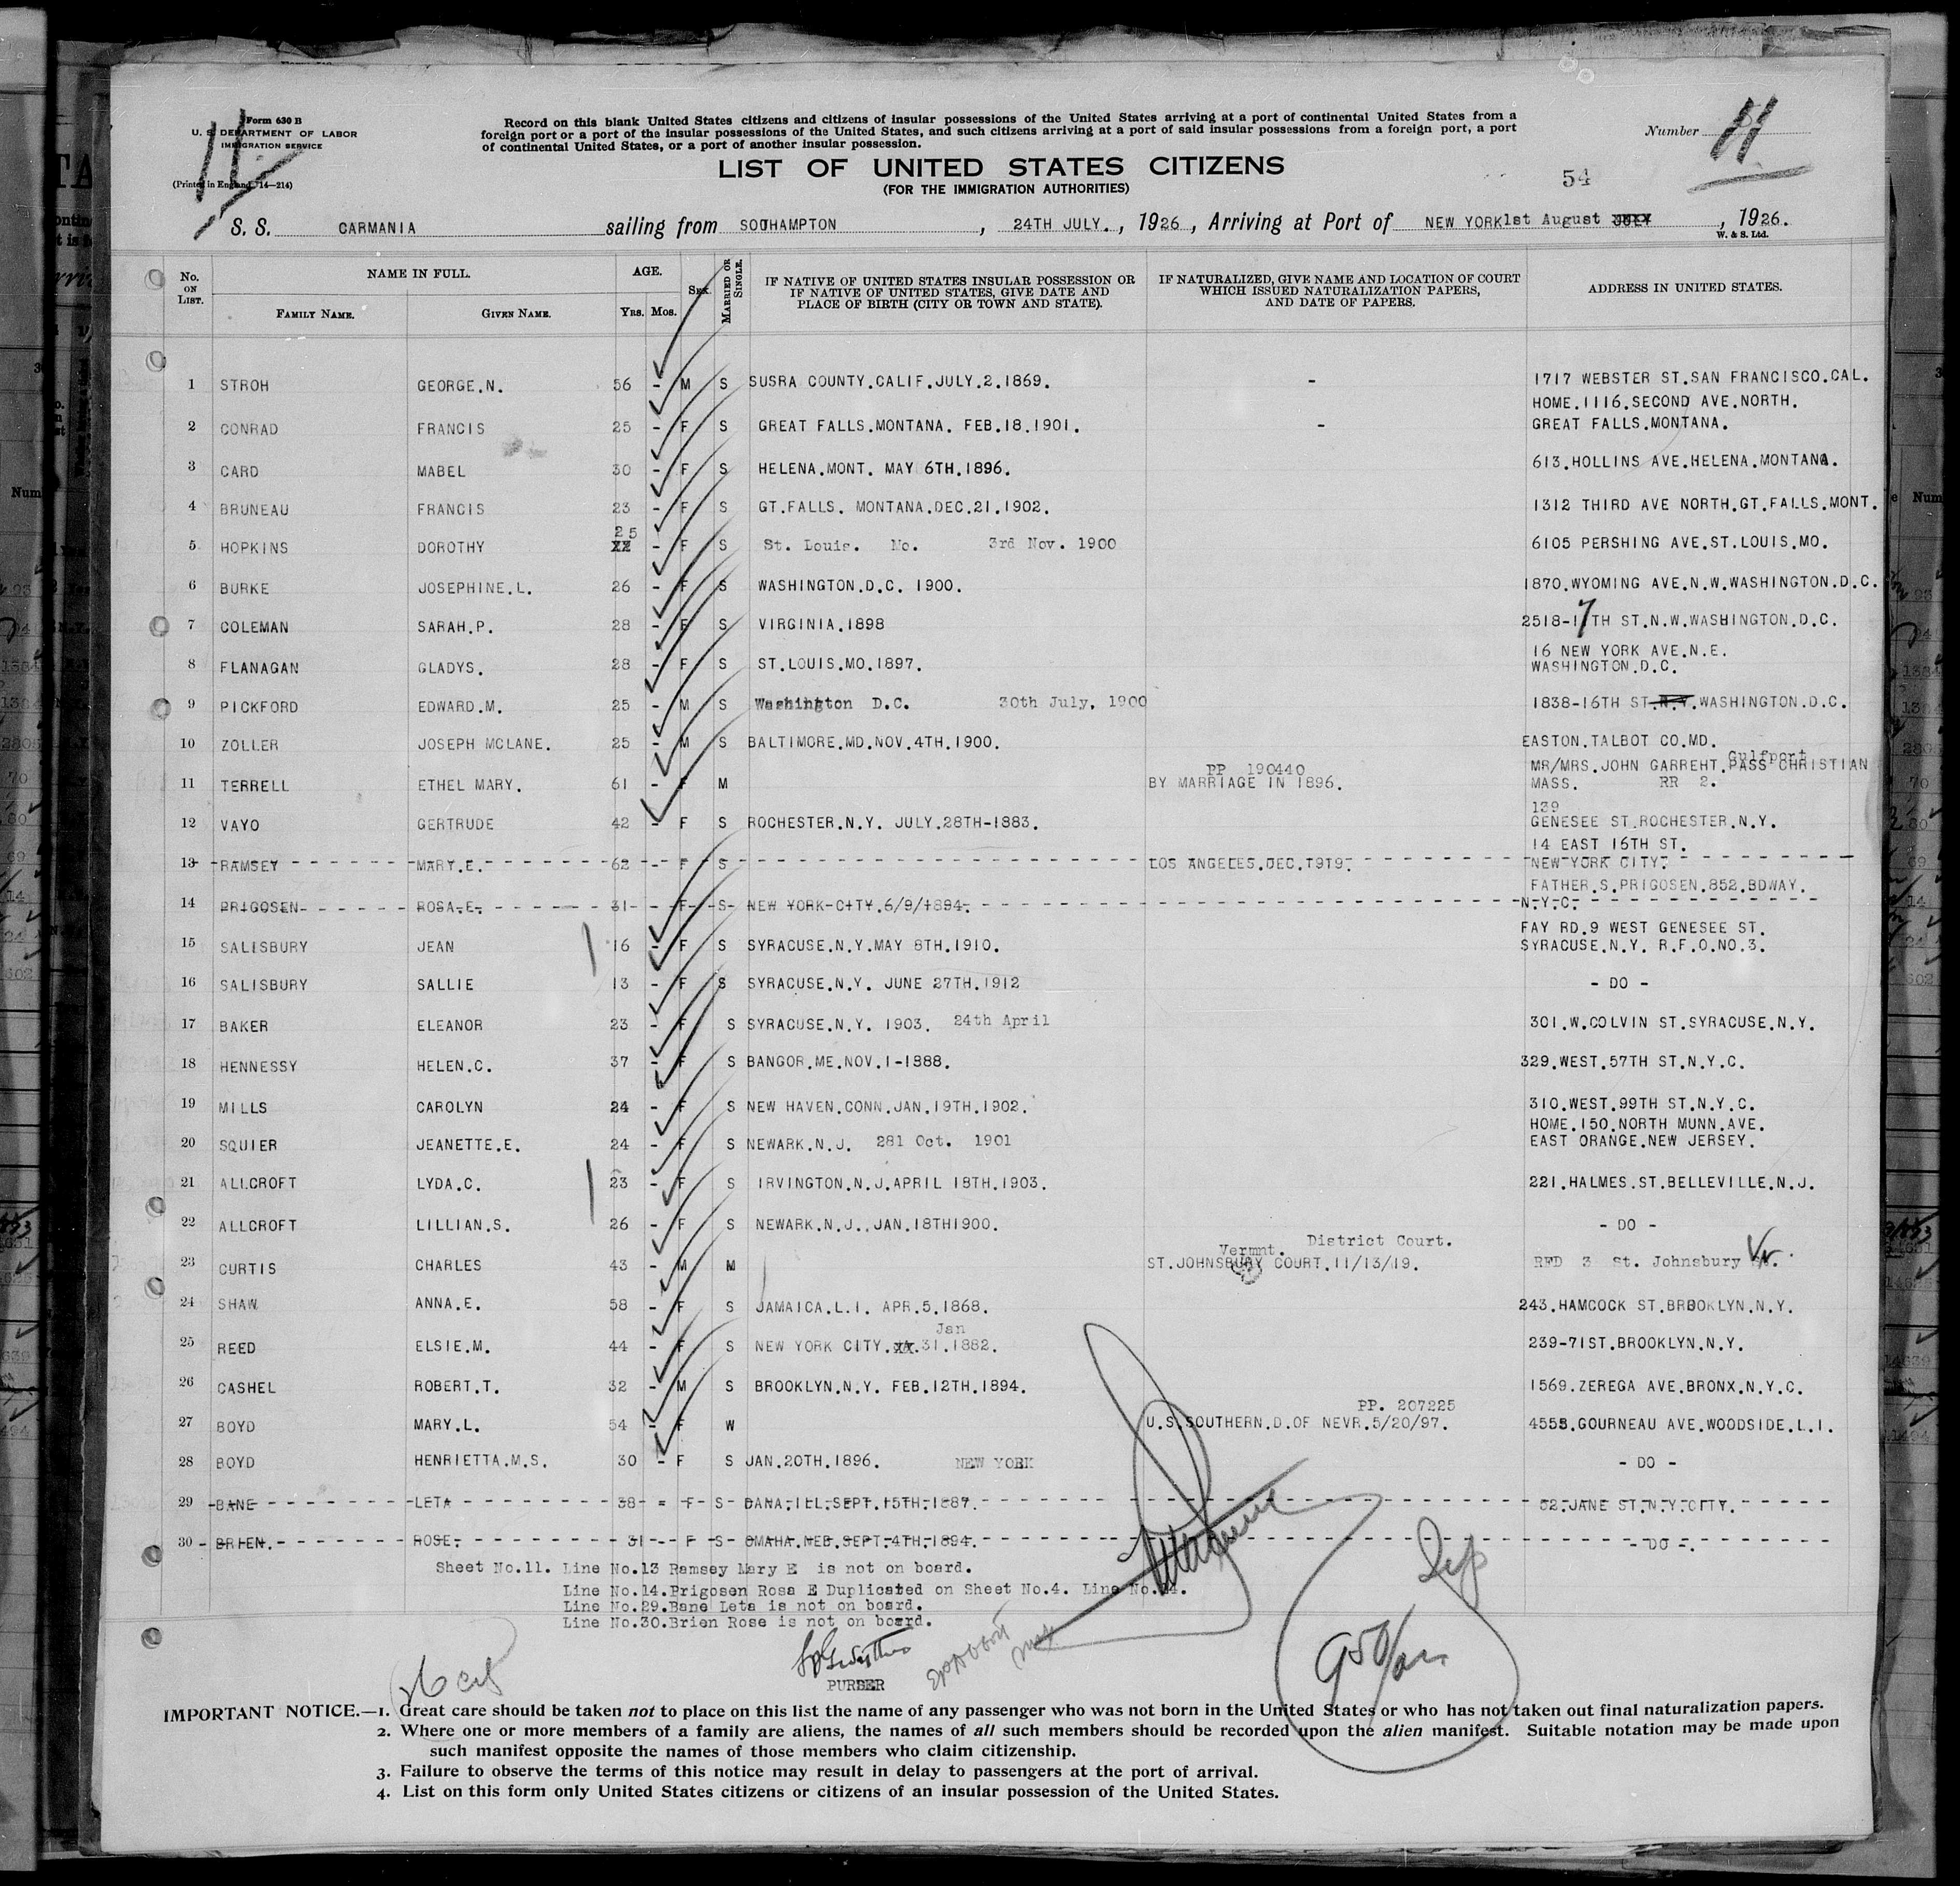 Form 630 B
U. S. DEPARTMENT OF LABOR
IMMIGRATION SERVICE
(Printed in England, 14—214)
Record on this blank United States citizens and citizens of insular possessions of the United States arriving at a port of continental United States from a
foreign port or a port of the insular possessions of the United States, and such citizens arriving at a port of said insular possessions from a foreign port, a port
of continental United States, or a port of another insular possession.
Number 11
LIST OF UNITED STATES CITIZENS
(FOR THE IMMIGRATION AUTHORITIES)
54
S. S. CARMANIA sailing from SOUTHAMPTON , 24TH JULY. , 1926 , Arriving at Port of NEW YORK 1st August JULY , 1926.
W. & S. Ltd.
No. ON LIST. NAME IN FULL. FAMILY NAME. GIVEN NAME. AGE. YRS. MOS. SEX. MARRIED OR SINGLE. IF NATIVE OF UNITED STATES INSULAR POSSESSION OR IF NATIVE OF UNITED STATES, GIVE DATE AND PLACE OF BIRTH (CITY OR TOWN AND STATE). IF NATURALIZED, GIVE NAME AND LOCATION OF COURT WHICH ISSUED NATURALIZATION PAPERS, AND DATE OF PAPERS. ADDRESS IN UNITED STATES.
1 STROH GEORGE.N. 56 - M S SUSRA COUNTY.CALIF.JULY.2.1869. - 1717 WEBSTER ST.SAN FRANCISCO.CAL.
HOME.1116.SECOND AVE.NORTH.
2 CONRAD FRANCIS 25 - F S GREAT FALLS.MONTANA. FEB.18.1901. - GREAT FALLS.MONTANA.
3 CARD MABEL 30 - F S HELENA.MONT. MAY 6TH.1896. 613.HOLLINS AVE.HELENA.MONTANA.
4 BRUNEAU FRANCIS 23 - F S GT.FALLS. MONTANA.DEC.21.1902. 1312 THIRD AVE NORTH.GT.FALLS.MONT.
25
5 HOPKINS DOROTHY - F S St. Louis. Mo. 3rd Nov. 1900 6105 PERSHING AVE.ST.LOUIS.MO.
6 BURKE JOSEPHINE.L. 26 - F S WASHINGTON.D.C. 1900. 1870.WYOMING AVE.N.W.WASHINGTON.D.C.
7 COLEMAN SARAH.P. 28 - F S VIRGINIA.1898 2518-17TH ST.N.W.WASHINGTON.D.C.
16 NEW YORK AVE.N.E.
8 FLANAGAN GLADYS. 28 - F S ST.LOUIS.MO.1897. WASHINGTON.D.C.
9 PICKFORD EDWARD.M. 25 - M S Washington D.C. 30th July, 1900 1838-16TH ST.N.W.WASHINGTON.D.C.
10 ZOLLER JOSEPH MCLANE. 25 - M S BALTIMORE.MD.NOV.4TH.1900. EASTON.TALBOT CO.MD.
Gulfport
PP 190440 MR/MRS.JOHN GARREHT.PASS CHRISTIAN
11 TERRELL ETHEL MARY. 61 - F M BY MARRIAGE IN 1896. MASS. RR 2.
139
12 VAYO GERTRUDE 42 - F S ROCHESTER.N.Y. JULY.28TH-1883. GENESEE ST.ROCHESTER.N.Y.
14 EAST 16TH ST.
13 RAMSEY MARY.E. 62 - F S LOS ANGELES.DEC.1919. NEW YORK CITY.
FATHER.S.PRIGOSEN.852.BDWAY.
14 PRIGOSEN ROSA.E. 31 - F S NEW YORK CITY.6/9/1894. N.Y.C.
FAY RD.9 WEST GENESEE ST.
15 SALISBURY JEAN 16 - F S SYRACUSE.N.Y.MAY 8TH.1910. SYRACUSE.N.Y. R.F.O.NO.3.
16 SALISBURY SALLIE 13 - F S SYRACUSE.N.Y. JUNE 27TH.1912 - DO -
17 BAKER ELEANOR 23 - F S SYRACUSE.N.Y. 1903. 24th April 301.W.COLVIN ST.SYRACUSE.N.Y.
18 HENNESSY HELEN.C. 37 - F S BANGOR.ME.NOV.1-1888. 329.WEST.57TH ST.N.Y.C.
19 MILLS CAROLYN 24 - F S NEW HAVEN.CONN.JAN.19TH.1902. 310.WEST.99TH ST.N.Y.C.
HOME.150.NORTH MUNN.AVE.
20 SQUIER JEANETTE.E. 24 - F S NEWARK.N.J. 281 Oct. 1901 EAST ORANGE.NEW JERSEY.
21 ALLCROFT LYDA.C. 23 - F S IRVINGTON.N.J.APRIL 18TH.1903. 221.HALMES.ST.BELLEVILLE.N.J.
22 ALLCROFT LILLIAN.S. 26 - F S NEWARK.N.J..JAN.18TH1900. - DO -
Vermnt. District Court.
23 CURTIS CHARLES 43 - M M ST.JOHNSBURY COURT.11/13/19. RFD 3 St. Johnsbury Vr.
24 SHAW ANNA.E. 58 - F S JAMAICA.L.I. APR.5.1868. 243.HAMCOCK ST.BROOKLYN.N.Y.
Jan
25 REED ELSIE.M. 44 - F S NEW YORK CITY. 31.1882. 239-71ST.BROOKLYN.N.Y.
26 CASHEL ROBERT.T. 32 - M S BROOKLYN.N.Y. FEB.12TH.1894. 1569.ZEREGA AVE.BRONX.N.Y.C.
PP. 207225
27 BOYD MARY.L. 54 - F W U.S.SOUTHERN.D.OF NEVR.5/20/97. 4558.GOURNEAU AVE.WOODSIDE.L.I.
28 BOYD HENRIETTA.M.S. 30 - F S JAN.20TH.1896. NEW YORK - DO -
29 BANE LETA 38 = F S DANA.ILL.SEPT.15TH.1887. 52.JANE ST.N.Y.CITY.
30 BRIEN. ROSE. 31 - F S OMAHA.NEB.SEPT.4TH.1894. - DO -.
Sheet No.11. Line No.13 Ramsey Mary E is not on board.
Line No.14.Prigosen Rosa E Duplicated on Sheet No.4. Line No.24.
Line No.29.Bane Leta is not on board.
Line No.30.Brien Rose is not on board.
PURSER
IMPORTANT NOTICE.—1. Great care should be taken not to place on this list the name of any passenger who was not born in the United States or who has not taken out final naturalization papers.
2. Where one or more members of a family are aliens, the names of all such members should be recorded upon the alien manifest. Suitable notation may be made upon
such manifest opposite the names of those members who claim citizenship.
3. Failure to observe the terms of this notice may result in delay to passengers at the port of arrival.
4. List on this form only United States citizens or citizens of an insular possession of the United States.